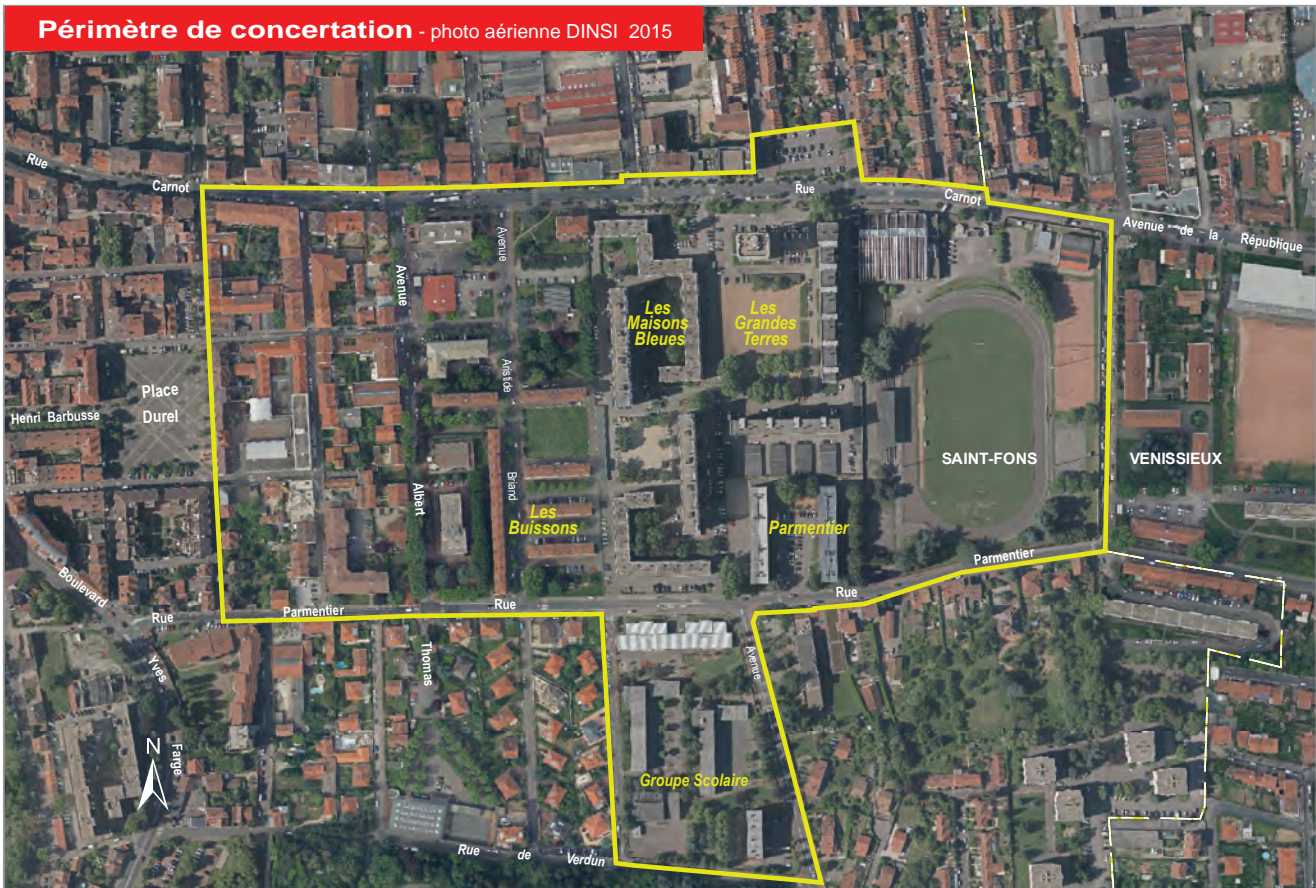 Périmètre de concertation - photo aérienne DINSI 2015
Rue
Carnot
Rue
Carnot
Avenue de la République
Avenue
Avenue
Les
Maisons
Bleues
Les
Grandes
Terres
Place
Durel
Henri Barbusse
Aristide
Albert
Briand
Les
Buissons
Parmentier
SAINT-FONS
VENISSIEUX
Boulevard
Rue
Parmentier
Rue
Rue
Parmentier
Yves
Thomas
Avenue
N
Farge
Groupe Scolaire
Rue de Verdun